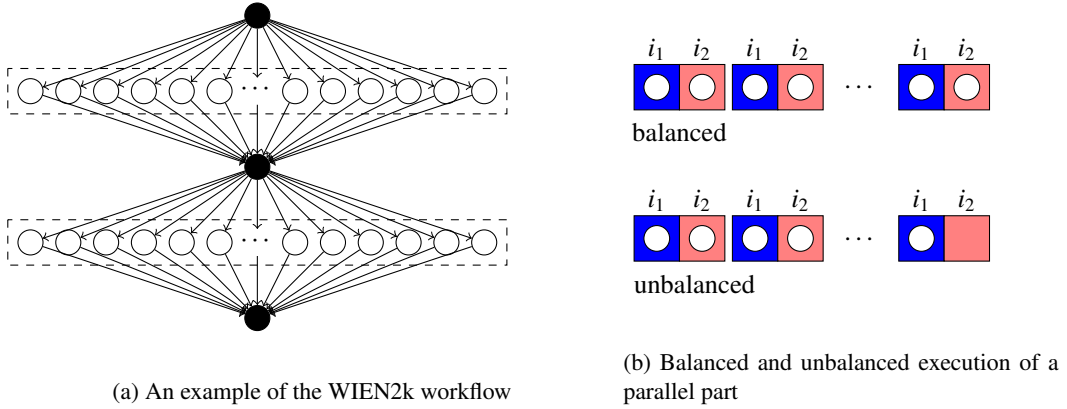 ...
...
(a) An example of the WIEN2k workflow
i1 i2 i1 i2 ... i1 i2
balanced
i1 i2 i1 i2 ... i1 i2
unbalanced
(b) Balanced and unbalanced execution of a
parallel part